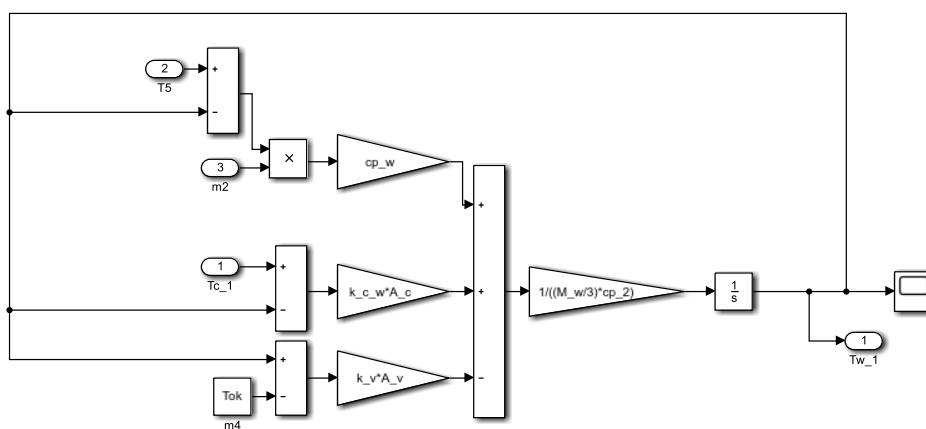 2
T5
+
−
×
3
m2
cp_w
+
1
Tc_1
+
−
k_c_w*A_c
+
1/((M_w/3)*cp_2)
1
s
1
Tw_1
+
−
Tok
m4
k_v*A_v
−